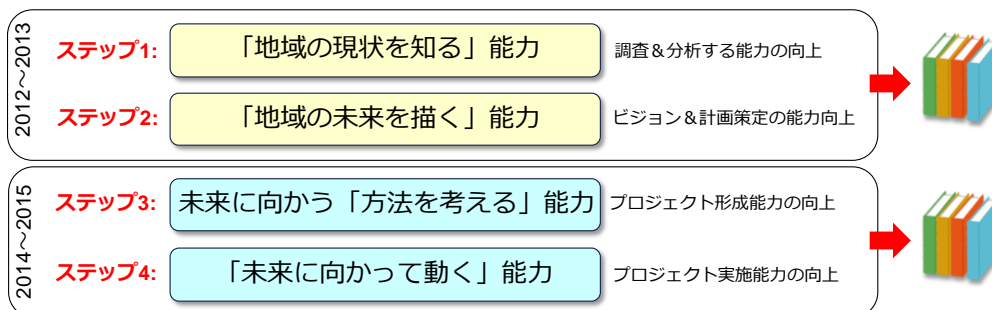 2012～2013
ステップ1: 「地域の現状を知る」能力 調査＆分析する能力の向上
ステップ2: 「地域の未来を描く」能力 ビジョン＆計画策定の能力向上
2014～2015
ステップ3: 未来に向かう「方法を考える」能力 プロジェクト形成能力の向上
ステップ4: 「未来に向かって動く」能力 プロジェクト実施能力の向上